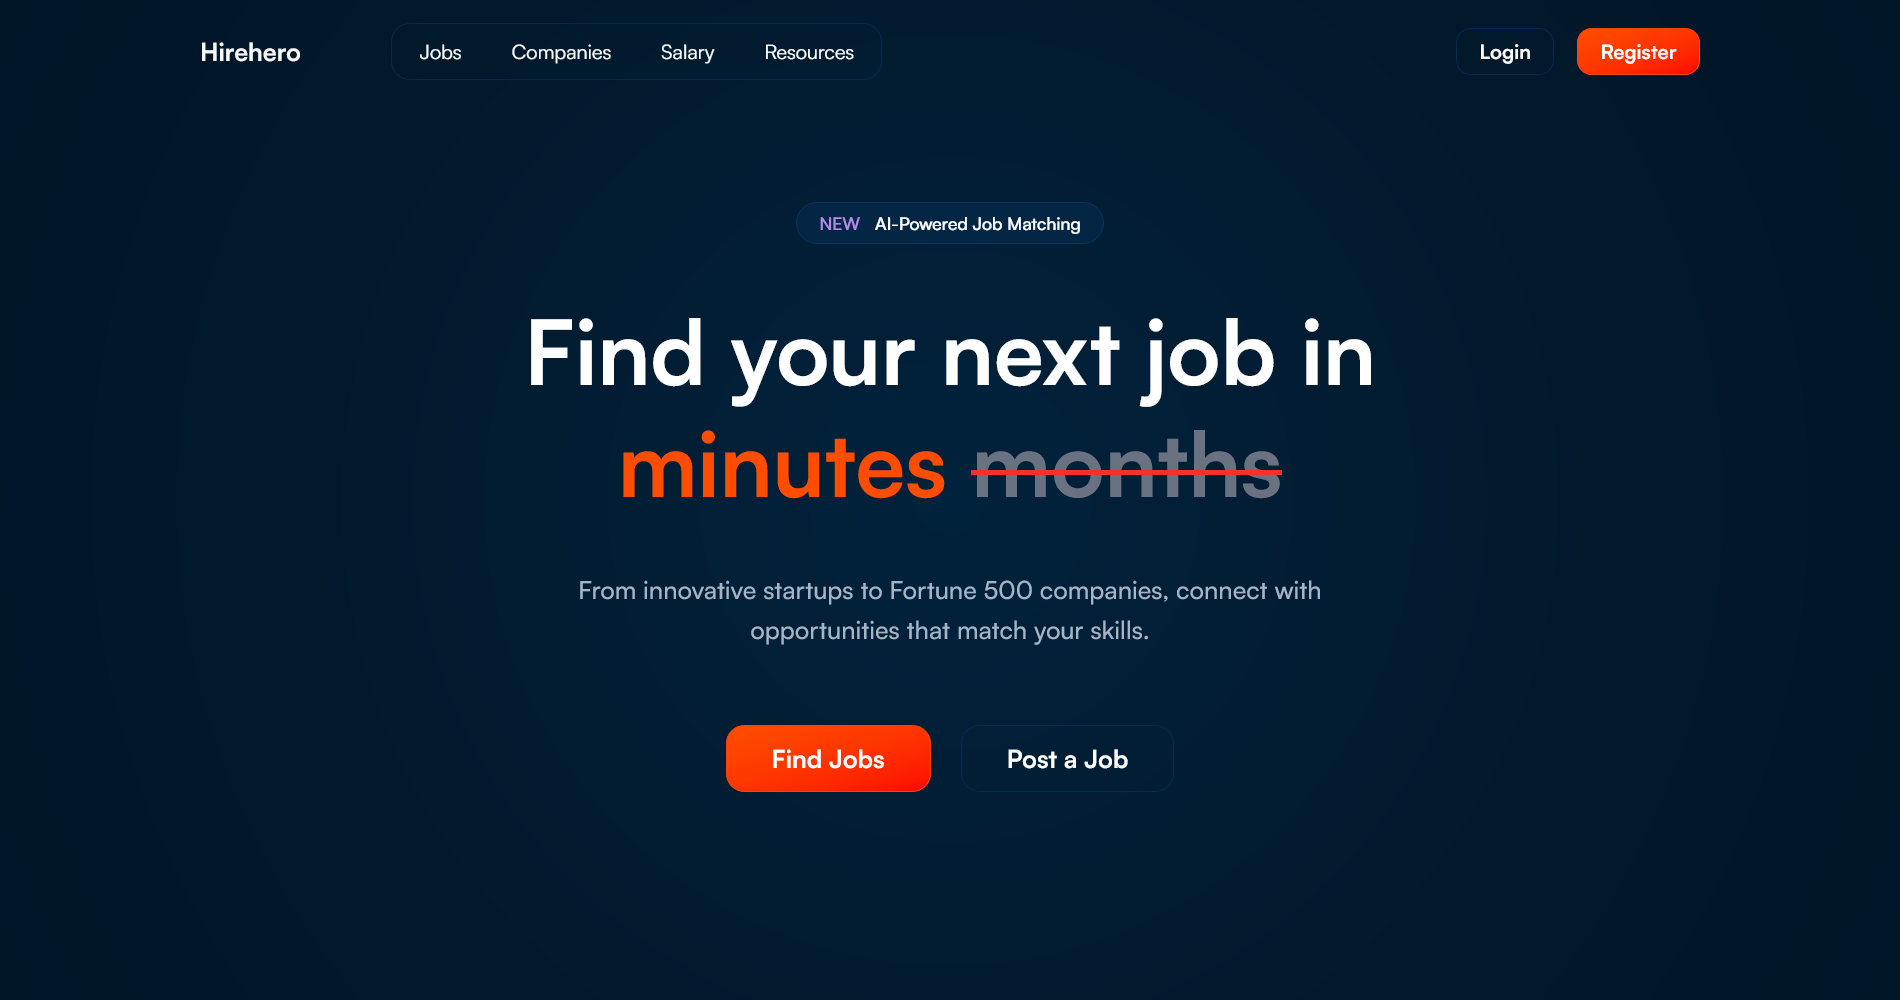 Hirehero
Jobs
Companies
Salary
Resources
Login
Register
NEW AI-Powered Job Matching
Find your next job in
minutes months
From innovative startups to Fortune 500 companies, connect with
opportunities that match your skills.
Find Jobs
Post a Job